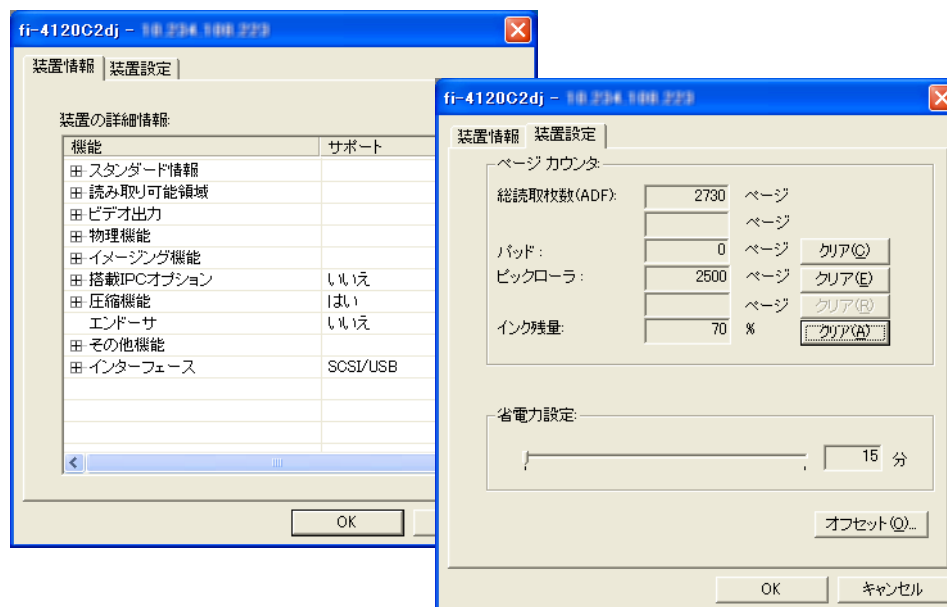 fi-4120C2dj -
装置情報 装置設定
装置の詳細情報:
機能 サポート
スタンダード情報
読み取り可能領域
ビデオ出力
物理機能
イメージング機能
搭載IPCオプション いいえ
圧縮機能 はい
エンドーサ いいえ
その他機能
インターフェース SCSI/USB
OK
fi-4120C2dj -
装置情報 装置設定
ページ カウンタ:
総読取枚数(ADF): 2730 ページ
ページ
パッド: 0 ページ クリア(C)
ピックローラ: 2500 ページ クリア(E)
ページ クリア(R)
インク残量: 70 % クリア(A)
省電力設定:
15 分
オフセット(O)...
OK キャンセル